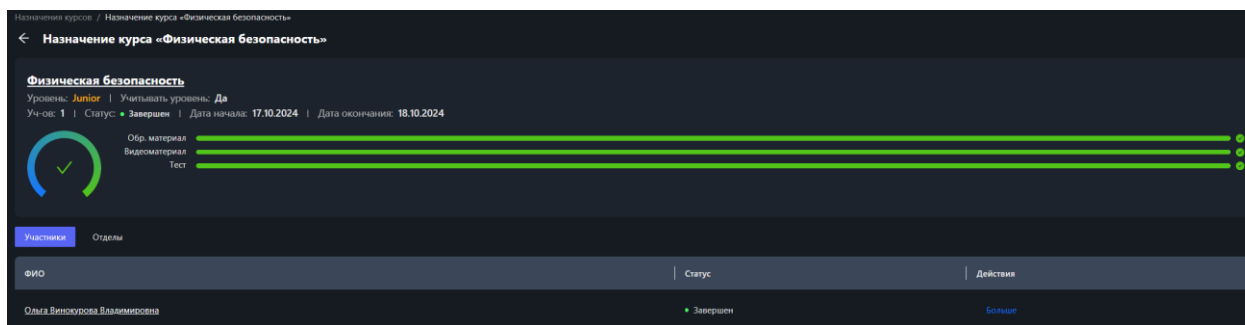 Назначения курсов / Назначение курса «Физическая безопасность»
← Назначение курса «Физическая безопасность»
Физическая безопасность
Уровень: Junior | Учитывать уровень: Да
Уч-ов: 1 | Статус: • Завершен | Дата начала: 17.10.2024 | Дата окончания: 18.10.2024
Обр. материал
Видеоматериал
Тест
Участники Отделы
ФИО Статус Действия
Ольга Винокурова Владимировна • Завершен Больше